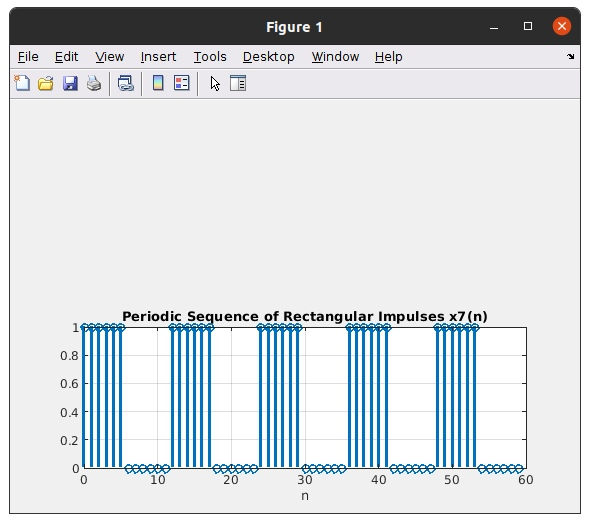 Figure 1
File Edit View Insert Tools Desktop Window Help
Periodic Sequence of Rectangular Impulses x7(n)
1
0.8
0.6
0.4
0.2
0
0 10 20 30 40 50 60
n